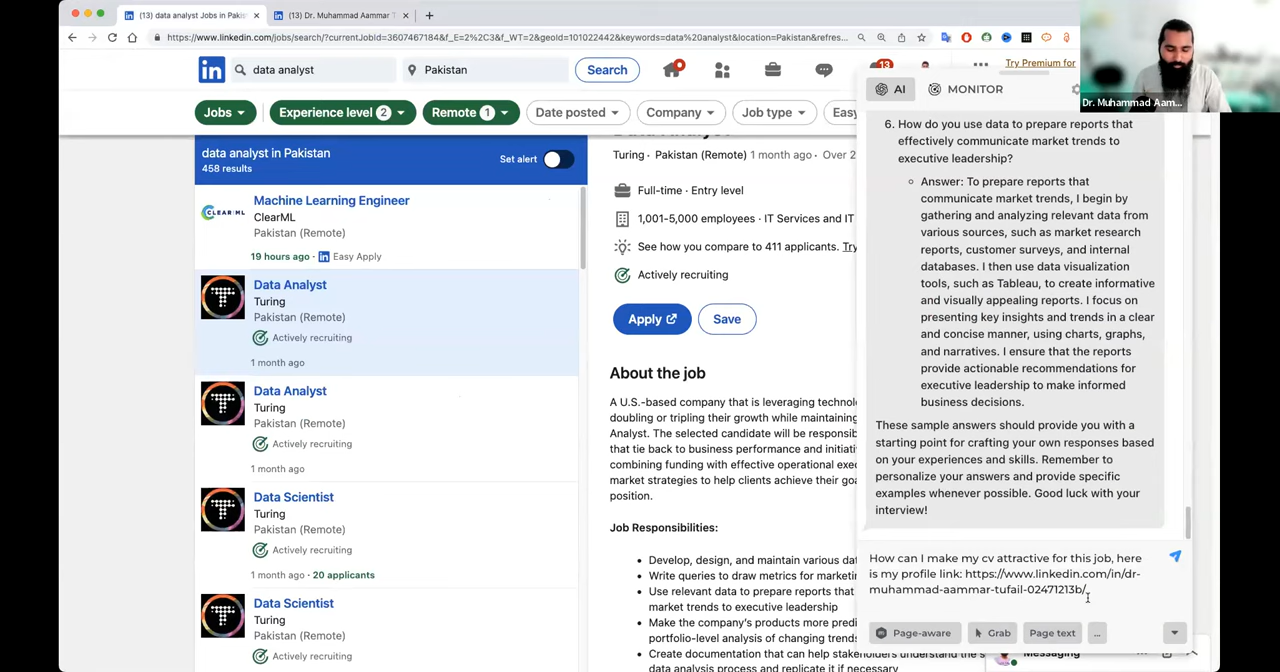 (13) data analyst Jobs in Pakis
(13) Dr. Muhammad Aammar T
https://www.linkedin.com/jobs/search/?currentJobId=3607467184&f_E=2%2C3&f_WT=2&geoId=101022442&keywords=data%20analyst&location=Pakistan&refres...
in
data analyst
Pakistan
Search
13
Try Premium for
Jobs
Experience level 2
Remote 1
Date posted
Company
Job type
Easy
data analyst in Pakistan
458 results
Set alert
CLEAR|ML
Machine Learning Engineer
ClearML
Pakistan (Remote)
19 hours ago · Easy Apply
Data Analyst
Turing
Pakistan (Remote)
Actively recruiting
1 month ago
Data Analyst
Turing
Pakistan (Remote)
Actively recruiting
1 month ago
Data Scientist
Turing
Pakistan (Remote)
Actively recruiting
1 month ago · 20 applicants
Data Scientist
Turing
Pakistan (Remote)
Actively recruiting
Turing · Pakistan (Remote) 1 month ago · Over 2
Full-time · Entry level
1,001-5,000 employees · IT Services and IT
See how you compare to 411 applicants. Try
Actively recruiting
Apply
Save
About the job
A U.S.-based company that is leveraging technolo
doubling or tripling their growth while maintaining
Analyst. The selected candidate will be responsib
that tie back to business performance and initiativ
combining funding with effective operational exec
market strategies to help clients achieve their goa
position.
Job Responsibilities:
• Develop, design, and maintain various dat
• Write queries to draw metrics for marketin
• Use relevant data to prepare reports that
market trends to executive leadership
• Make the company's products more predi
portfolio-level analysis of changing trends
• Create documentation that can help stakeholders understand the s
data analysis process and replicate it if necessary
AI
MONITOR
6. How do you use data to prepare reports that
effectively communicate market trends to
executive leadership?
Answer: To prepare reports that
communicate market trends, I begin by
gathering and analyzing relevant data from
various sources, such as market research
reports, customer surveys, and internal
databases. I then use data visualization
tools, such as Tableau, to create informative
and visually appealing reports. I focus on
presenting key insights and trends in a clear
and concise manner, using charts, graphs,
and narratives. I ensure that the reports
provide actionable recommendations for
executive leadership to make informed
business decisions.
These sample answers should provide you with a
starting point for crafting your own responses based
on your experiences and skills. Remember to
personalize your answers and provide specific
examples whenever possible. Good luck with your
interview!
How can I make my cv attractive for this job, here
is my profile link: https://www.linkedin.com/in/dr-
muhammad-aammar-tufail-02471213b/
Page-aware
Grab
Page text
...
Messaging
Dr. Muhammad Aam...